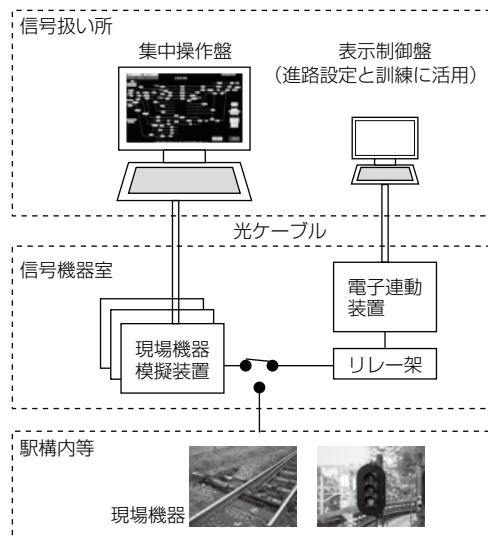 信号扱い所
集中操作盤
表示制御盤
（進路設定と訓練に活用）
光ケーブル
信号機器室
電子連動
装置
現場機器
模擬装置
リレー架
駅構内等
現場機器